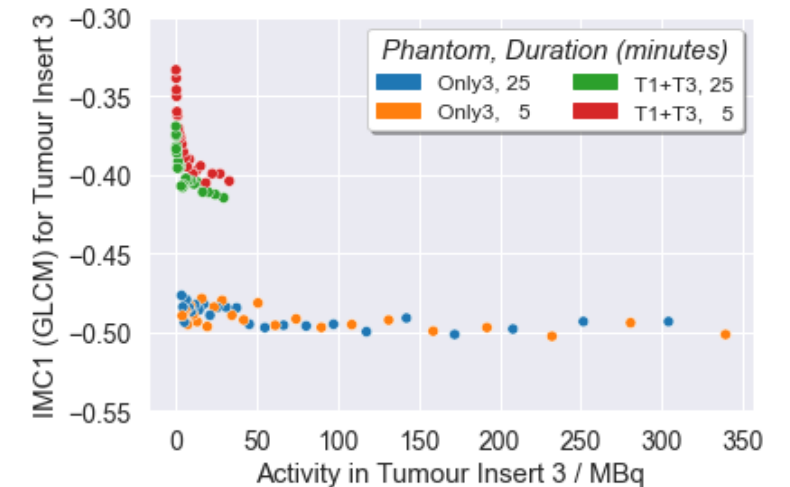 IMC1 (GLCM) for Tumour Insert 3
−0.30
−0.35
−0.40
−0.45
−0.50
−0.55
Phantom, Duration (minutes)
Only3, 25
T1+T3, 25
Only3, 5
T1+T3, 5
0 50 100 150 200 250 300 350
Activity in Tumour Insert 3 / MBq